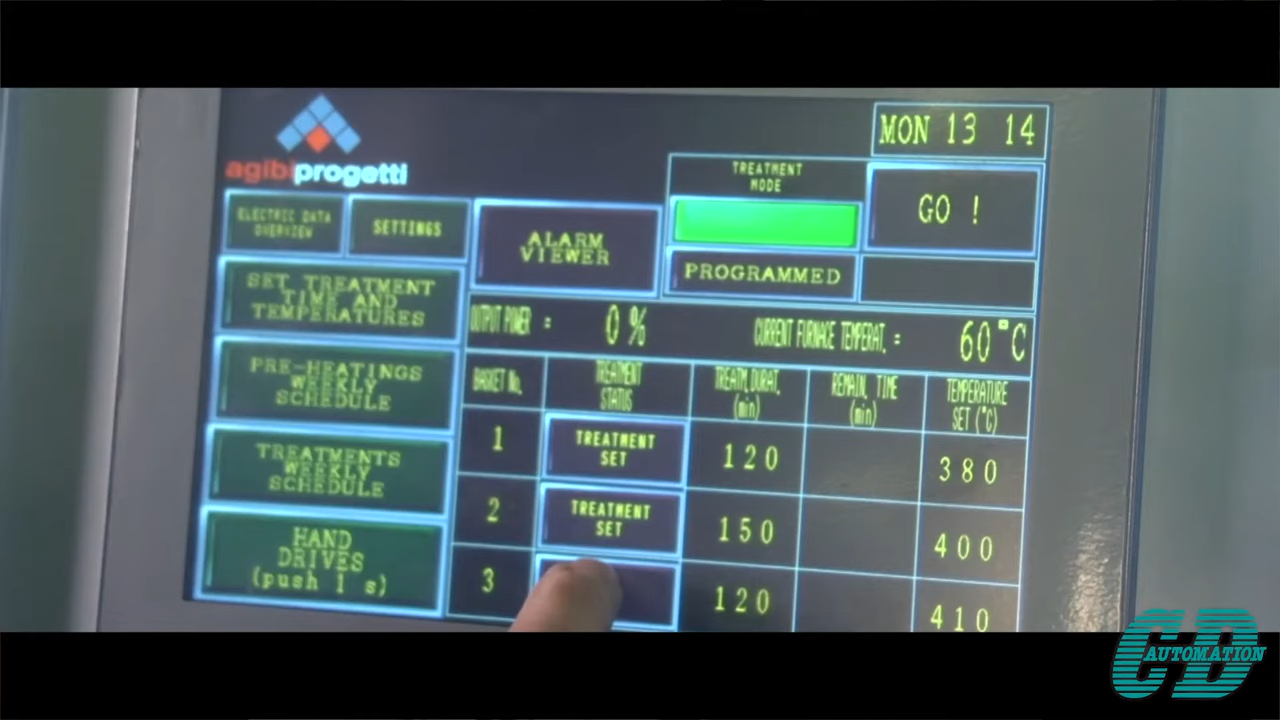 MON 13 14
agibiprogetti
TREATMENT
MODE
GO !
ELECTRIC DATA
OVERVIEW
SETTINGS
ALARM
VIEWER
PROGRAMMED
SET TREATMENT
TIME AND
TEMPERATURES
OUTPUT POWER = 0 %
CURRENT FURNACE TEMPERAT. = 60°C
PRE-HEATINGS
WEEKLY
SCHEDULE
BASKET No.
TREATMENT
STATUS
TREATM.DURAT.
(min)
REMAIN. TIME
(min)
TEMPERATURE
SET (°C)
1
TREATMENT
SET
120
380
TREATMENTS
WEEKLY
SCHEDULE
2
TREATMENT
SET
150
400
HAND
DRIVES
(push 1 s)
3
120
410
CD
AUTOMATION